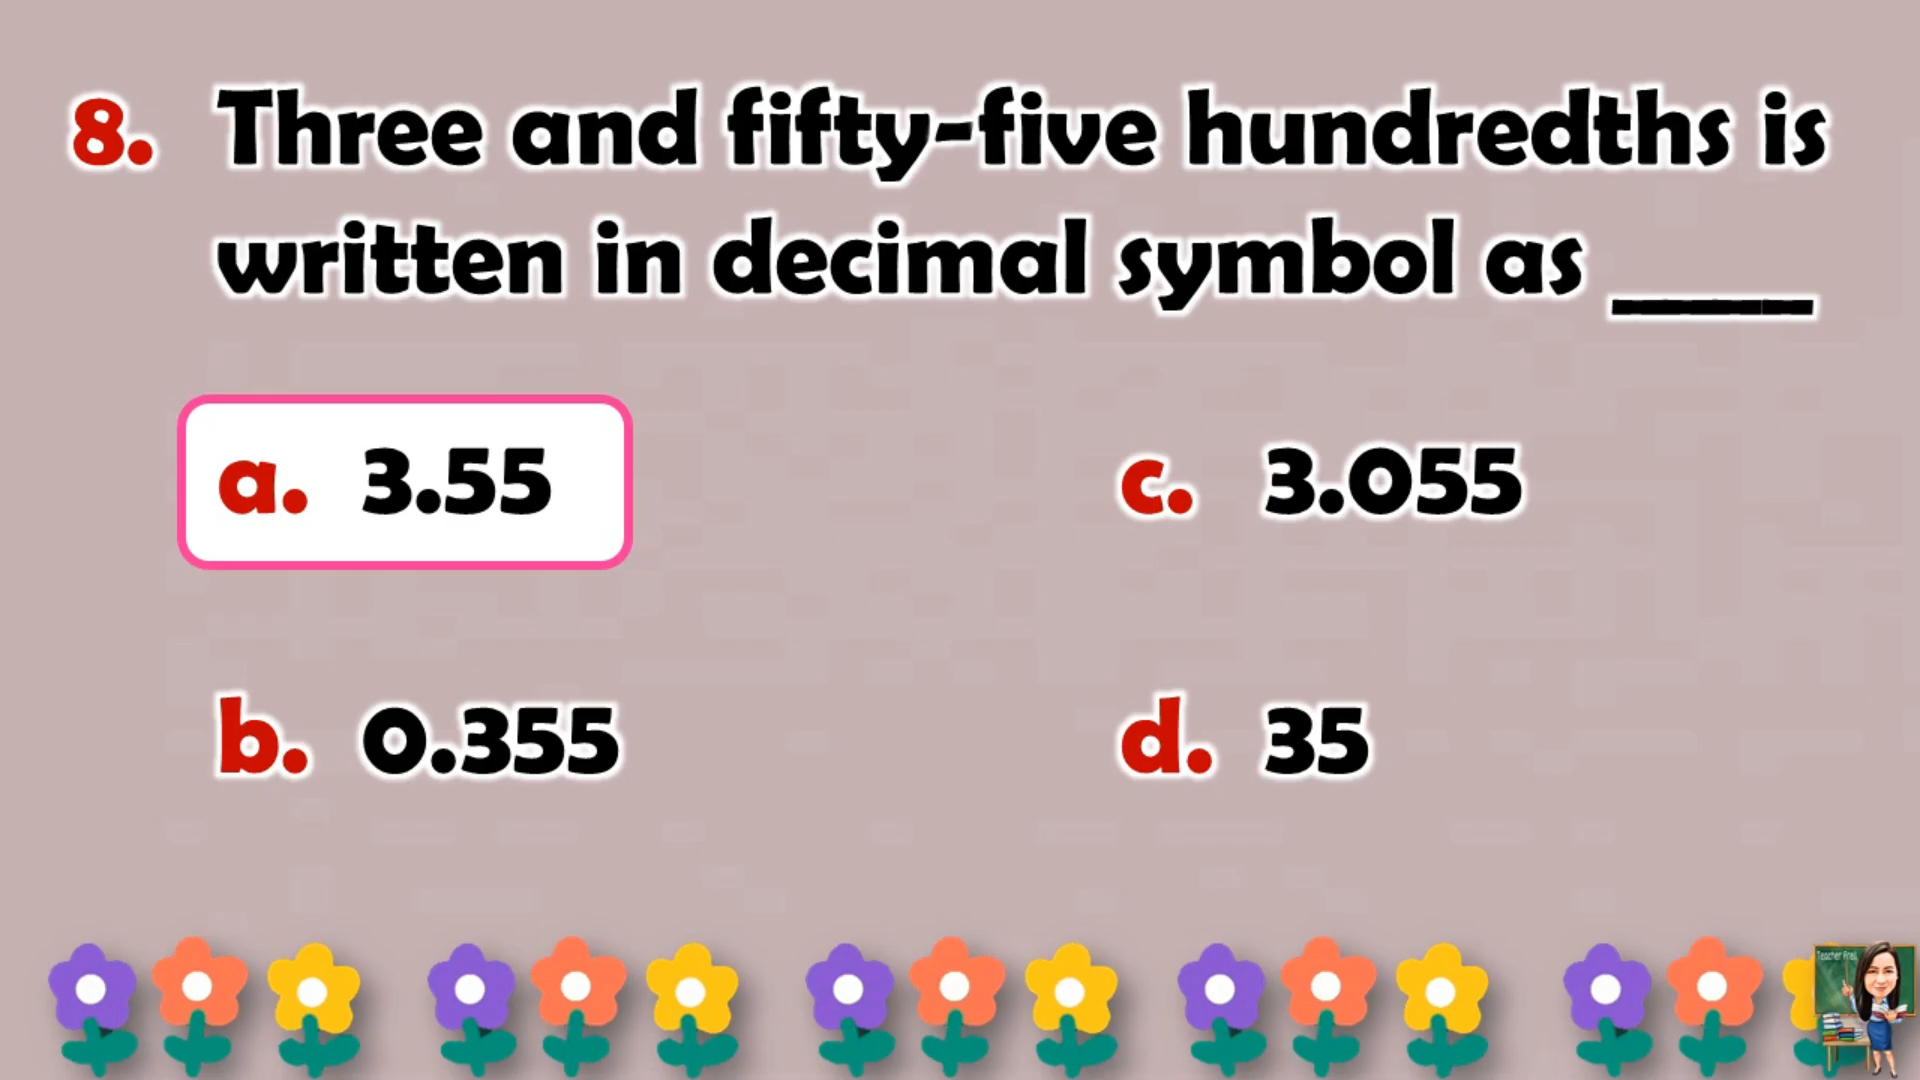 8. Three and fifty-five hundredths is
written in decimal symbol as ____
a. 3.55
c. 3.055
b. 0.355
d. 35